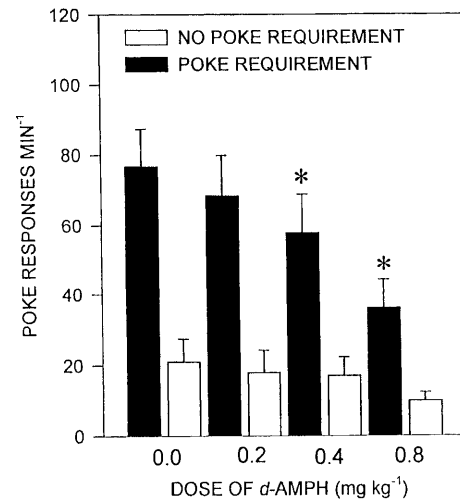 120
100
80
60
40
20
0
POKE RESPONSES MIN⁻¹
NO POKE REQUIREMENT
POKE REQUIREMENT
*
*
0.0 0.2 0.4 0.8
DOSE OF d-AMPH (mg kg⁻¹)